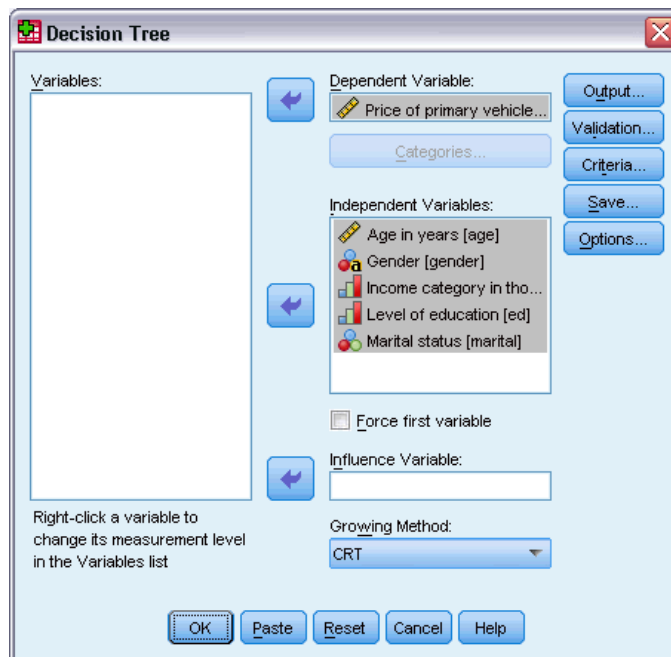 Decision Tree
Variables:
Dependent Variable:
Price of primary vehicle...
Categories...
Independent Variables:
Age in years [age]
a Gender [gender]
Income category in tho...
Level of education [ed]
Marital status [marital]
Force first variable
Influence Variable:
Growing Method:
CRT
Right-click a variable to
change its measurement level
in the Variables list
Output...
Validation...
Criteria...
Save...
Options...
OK
Paste
Reset
Cancel
Help